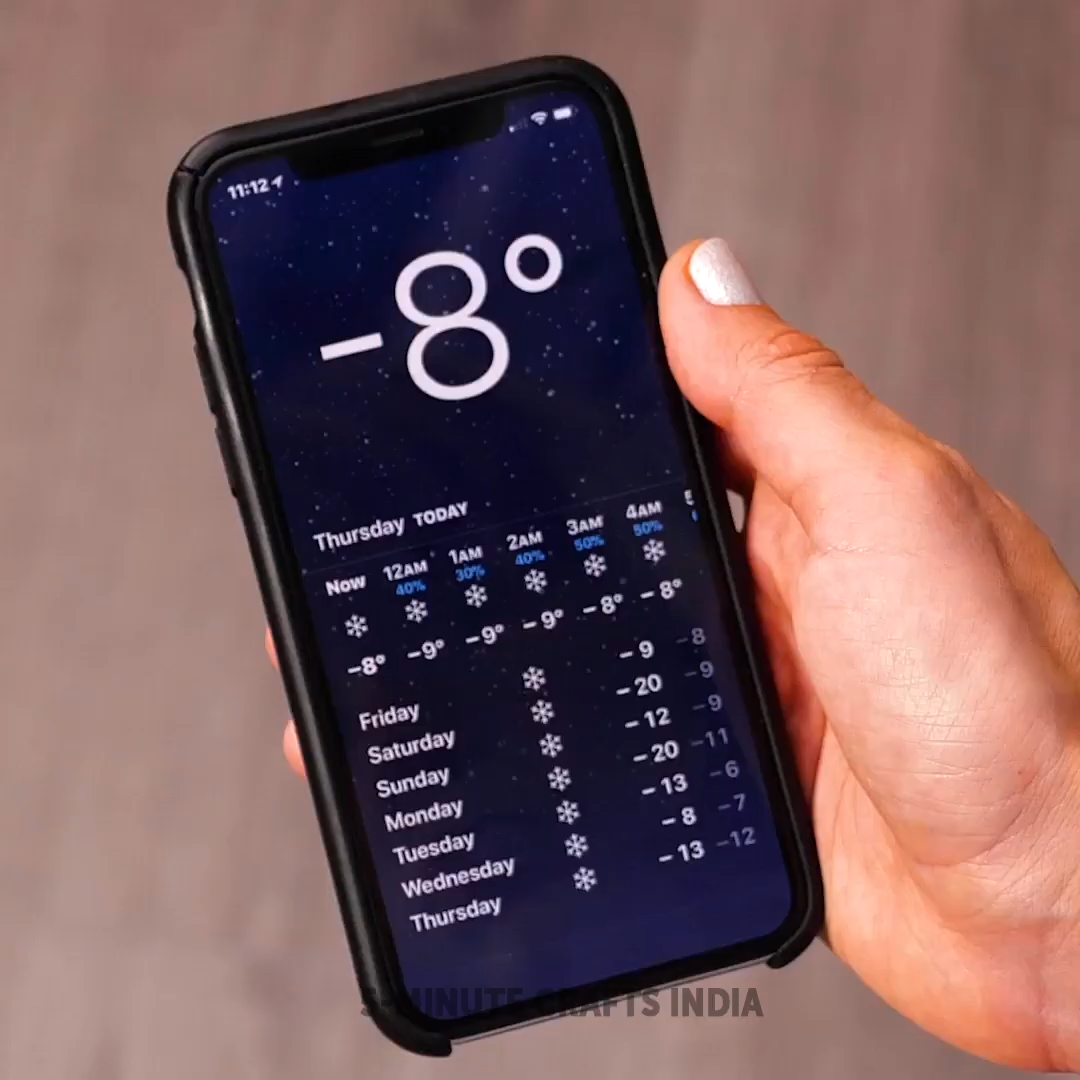 11:12
-8°
Thursday TODAY
Now 12AM 1AM 2AM 3AM 4AM
40% 30% 40% 50% 50%
-8° -9° -9° -9° -8° -8°
Friday -9 -8
Saturday -20 -9
Sunday -12 -9
Monday -20 -11
Tuesday -13 -6
Wednesday -8 -7
Thursday -13 -12
5-MINUTE CRAFTS INDIA